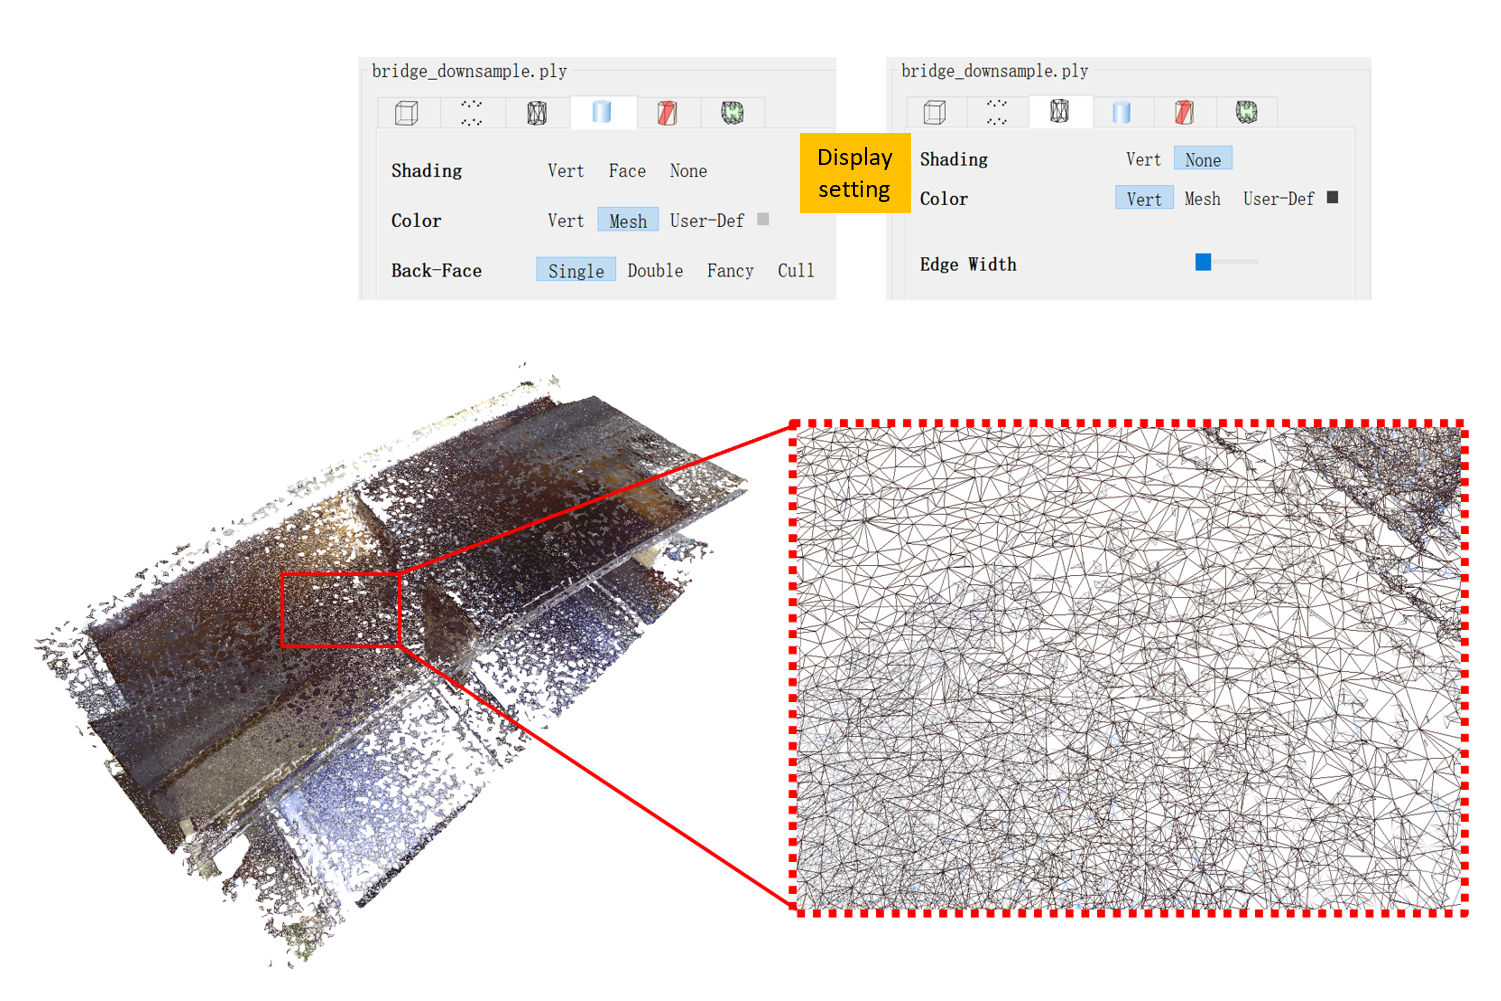 bridge_downsample.ply
Shading Vert Face None
Color Vert Mesh User-Def
Back-Face Single Double Fancy Cull
Display
setting
bridge_downsample.ply
Shading Vert None
Color Vert Mesh User-Def
Edge Width